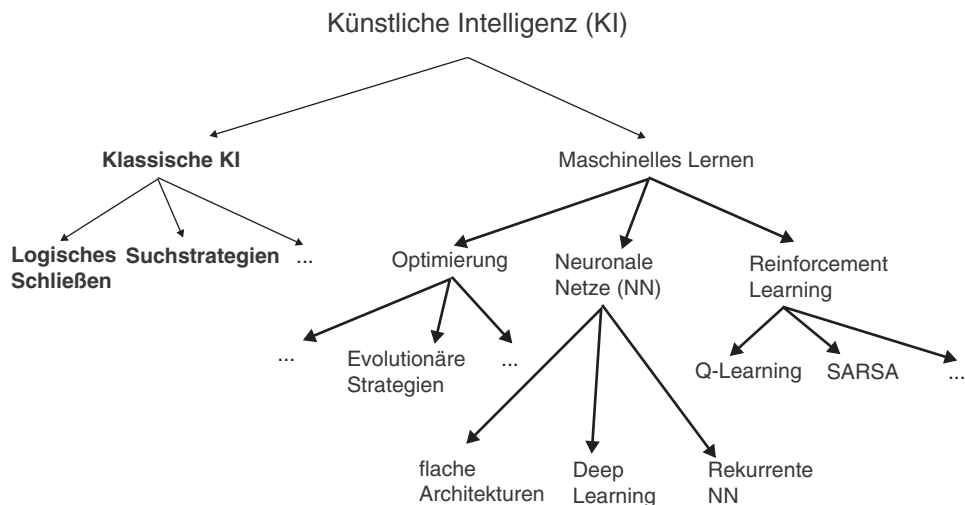 Künstliche Intelligenz (KI)
Klassische KI
Maschinelles Lernen
Logisches
Schließen
Suchstrategien
...
Optimierung
Neuronale
Netze (NN)
Reinforcement
Learning
...
Evolutionäre
Strategien
...
Q-Learning
SARSA
...
flache
Architekturen
Deep
Learning
Rekurrente
NN